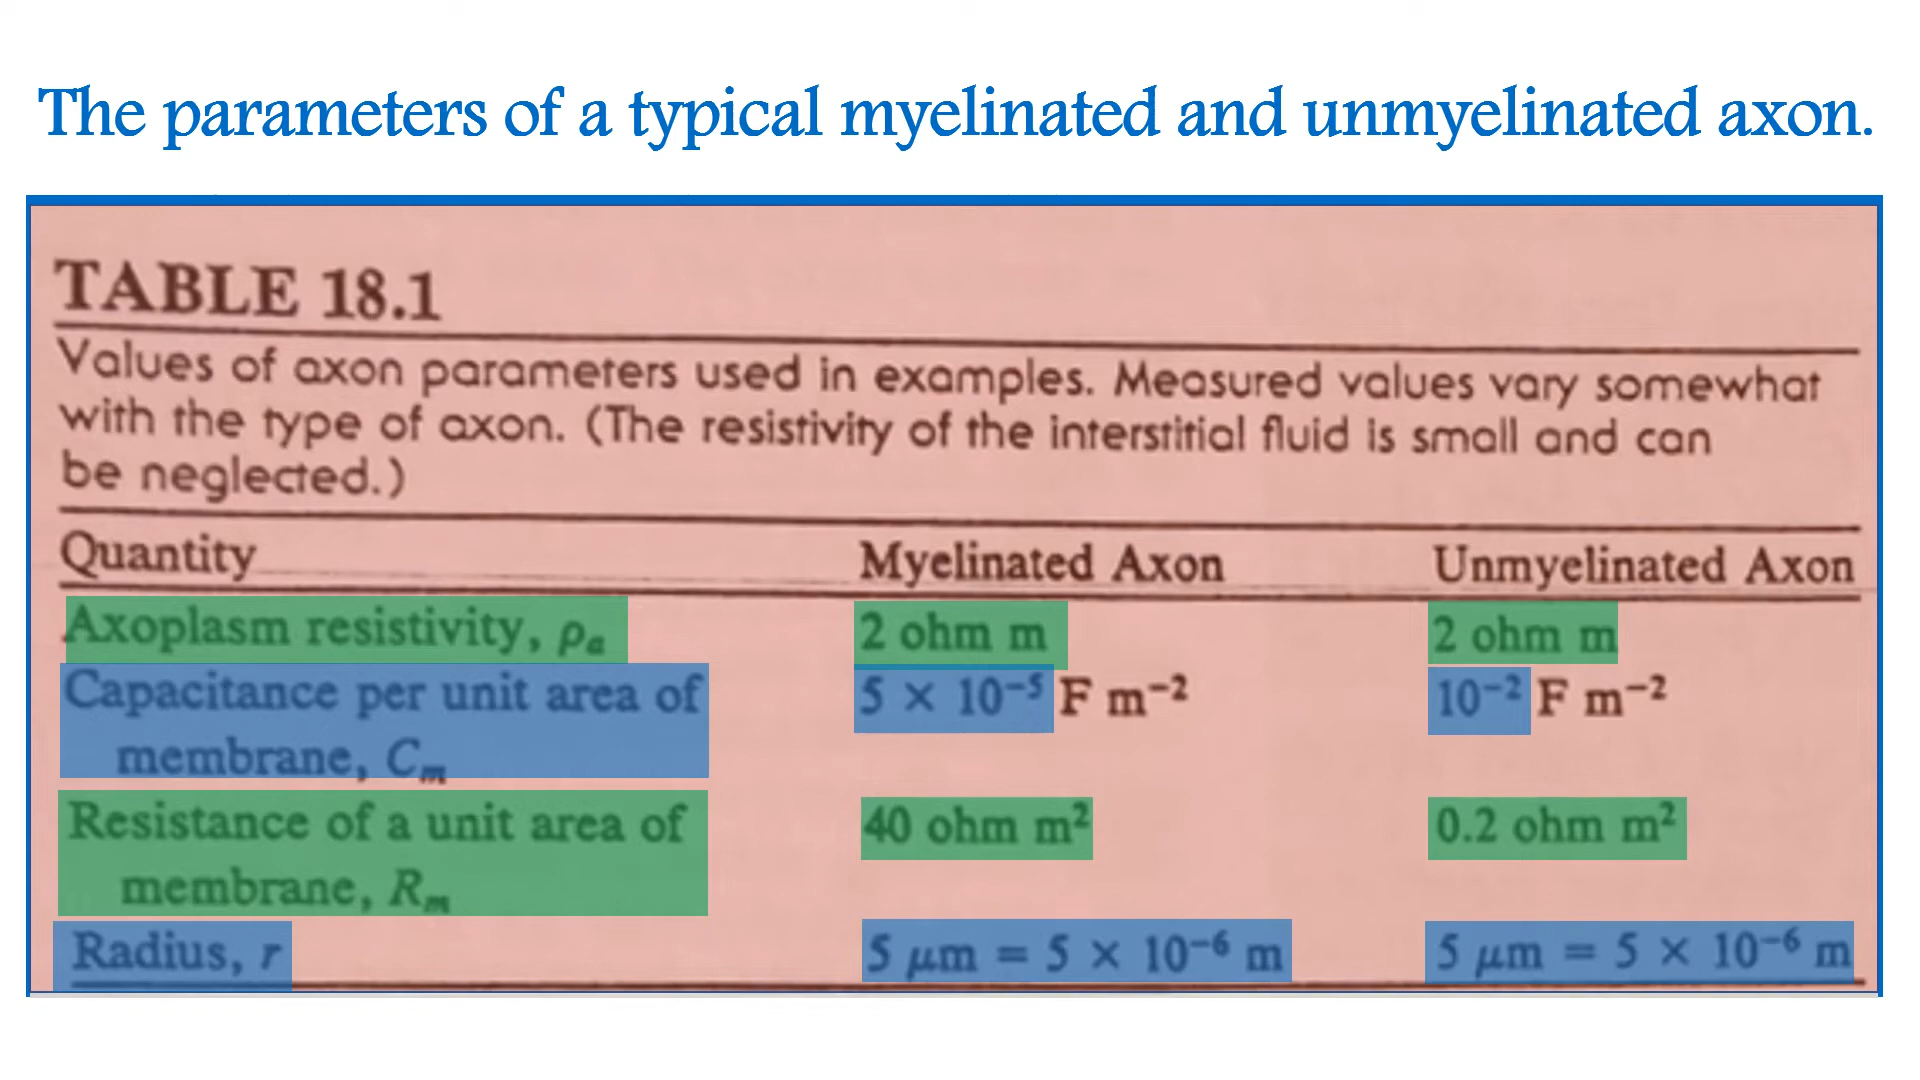 The parameters of a typical myelinated and unmyelinated axon.
TABLE 18.1
Values of axon parameters used in examples. Measured values vary somewhat
with the type of axon. (The resistivity of the interstitial fluid is small and can
be neglected.)
Quantity Myelinated Axon Unmyelinated Axon
Axoplasm resistivity, ρₐ 2 ohm m 2 ohm m
Capacitance per unit area of 5 × 10⁻⁵ F m⁻² 10⁻² F m⁻²
membrane, Cₘ
Resistance of a unit area of 40 ohm m² 0.2 ohm m²
membrane, Rₘ
Radius, r 5 μm = 5 × 10⁻⁶ m 5 μm = 5 × 10⁻⁶ m